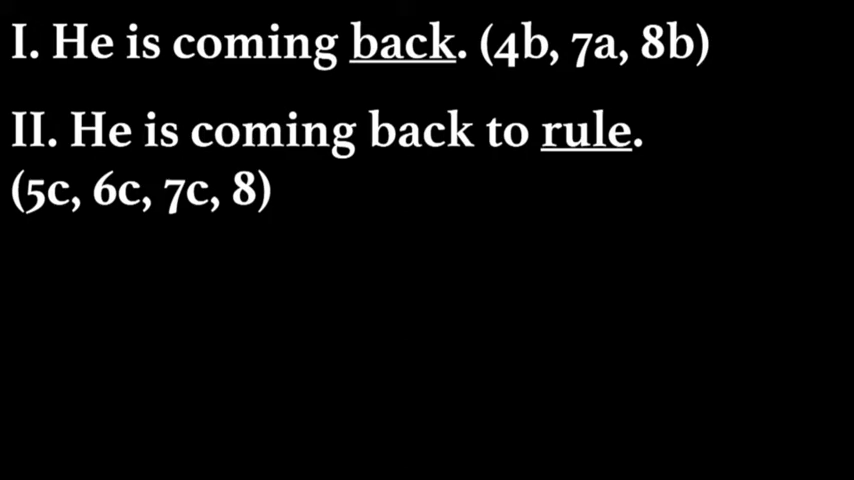 I. He is coming back. (4b, 7a, 8b)
II. He is coming back to rule.
(5c, 6c, 7c, 8)